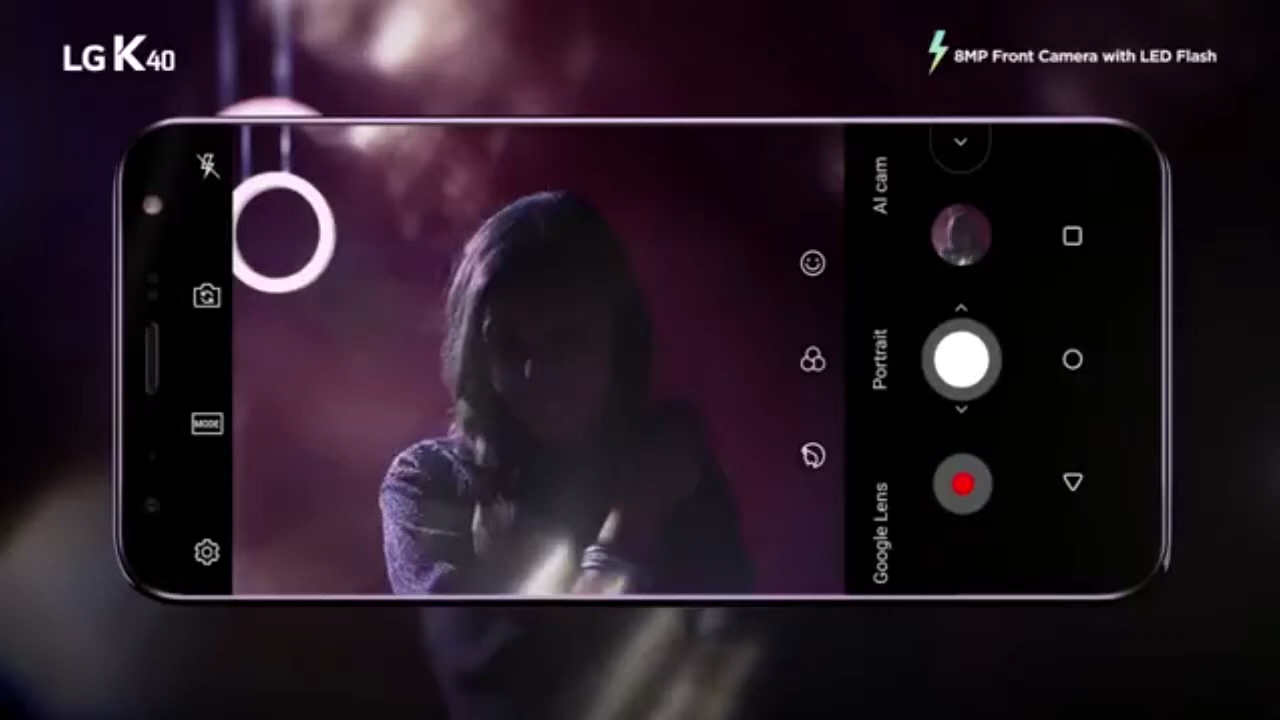 LG K40
8MP Front Camera with LED Flash
MODE
AI cam
Portrait
Google Lens